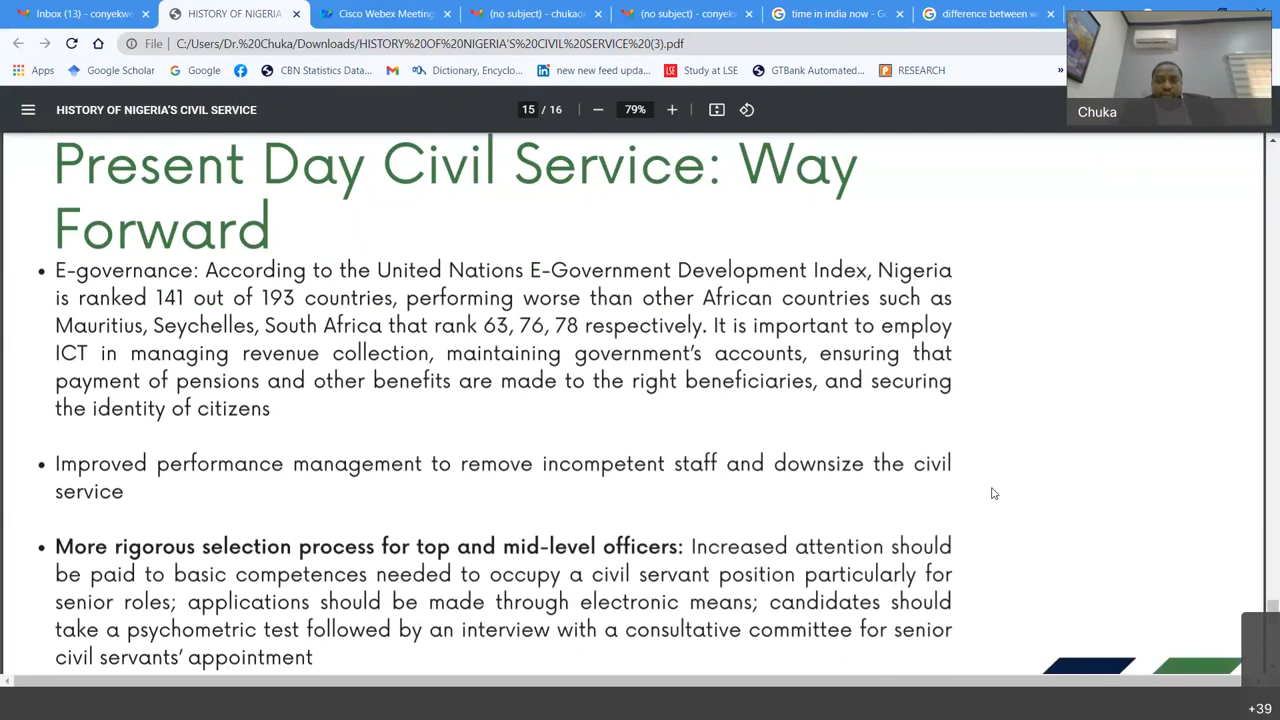 Inbox (13) - conyekw
HISTORY OF NIGERIA
Cisco Webex Meeting
(no subject) - chukao
(no subject) - conyekw
time in india now - Go
difference between w
File
C:/Users/Dr.%20Chuka/Downloads/HISTORY%20OF%20NIGERIA'S%20CIVIL%20SERVICE%20(3).pdf
Apps
Google Scholar
Google
CBN Statistics Data...
Dictionary, Encyclo...
new new feed upda...
LSE Study at LSE
GTBank Automated...
RESEARCH
»
Chuka
HISTORY OF NIGERIA'S CIVIL SERVICE
15 / 16
79%
Present Day Civil Service: Way
Forward
• E-governance: According to the United Nations E-Government Development Index, Nigeria
is ranked 141 out of 193 countries, performing worse than other African countries such as
Mauritius, Seychelles, South Africa that rank 63, 76, 78 respectively. It is important to employ
ICT in managing revenue collection, maintaining government's accounts, ensuring that
payment of pensions and other benefits are made to the right beneficiaries, and securing
the identity of citizens
• Improved performance management to remove incompetent staff and downsize the civil
service
• More rigorous selection process for top and mid-level officers: Increased attention should
be paid to basic competences needed to occupy a civil servant position particularly for
senior roles; applications should be made through electronic means; candidates should
take a psychometric test followed by an interview with a consultative committee for senior
civil servants' appointment
+39